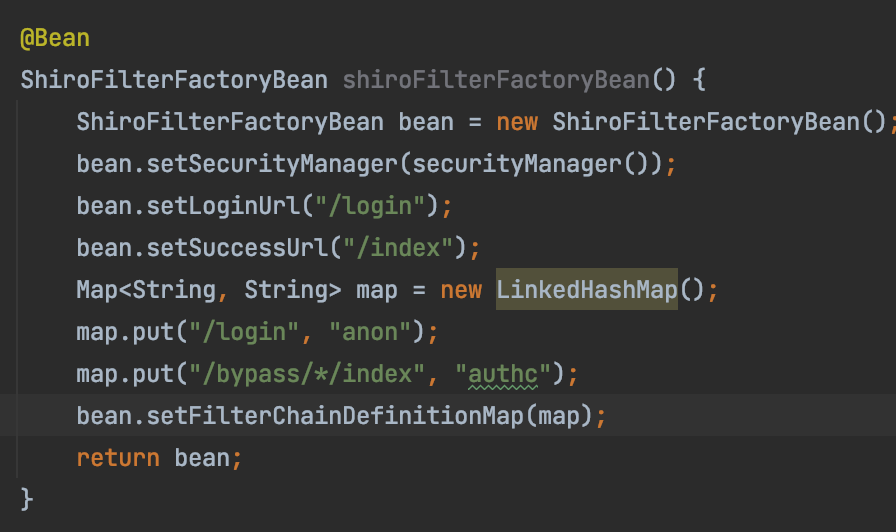 @Bean
ShiroFilterFactoryBean shiroFilterFactoryBean() {
ShiroFilterFactoryBean bean = new ShiroFilterFactoryBean();
bean.setSecurityManager(securityManager());
bean.setLoginUrl("/login");
bean.setSuccessUrl("/index");
Map<String, String> map = new LinkedHashMap();
map.put("/login", "anon");
map.put("/bypass/*/index", "authc");
bean.setFilterChainDefinitionMap(map);
return bean;
}